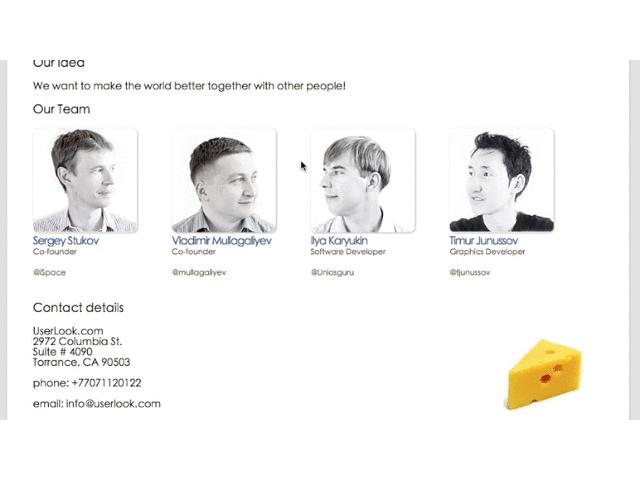 Our Idea
We want to make the world better together with other people!
Our Team
Sergey Stukov
Co-founder
@iSpace
Vladimir Mullagaliyev
Co-founder
@mullagaliyev
Ilya Karyukin
Software Developer
@Uniosguru
Timur Junussov
Graphics Developer
@tjunussov
Contact details
UserLook.com
2972 Columbia St.
Suite # 4090
Torrance, CA 90503
phone: +77071120122
email: info@userlook.com